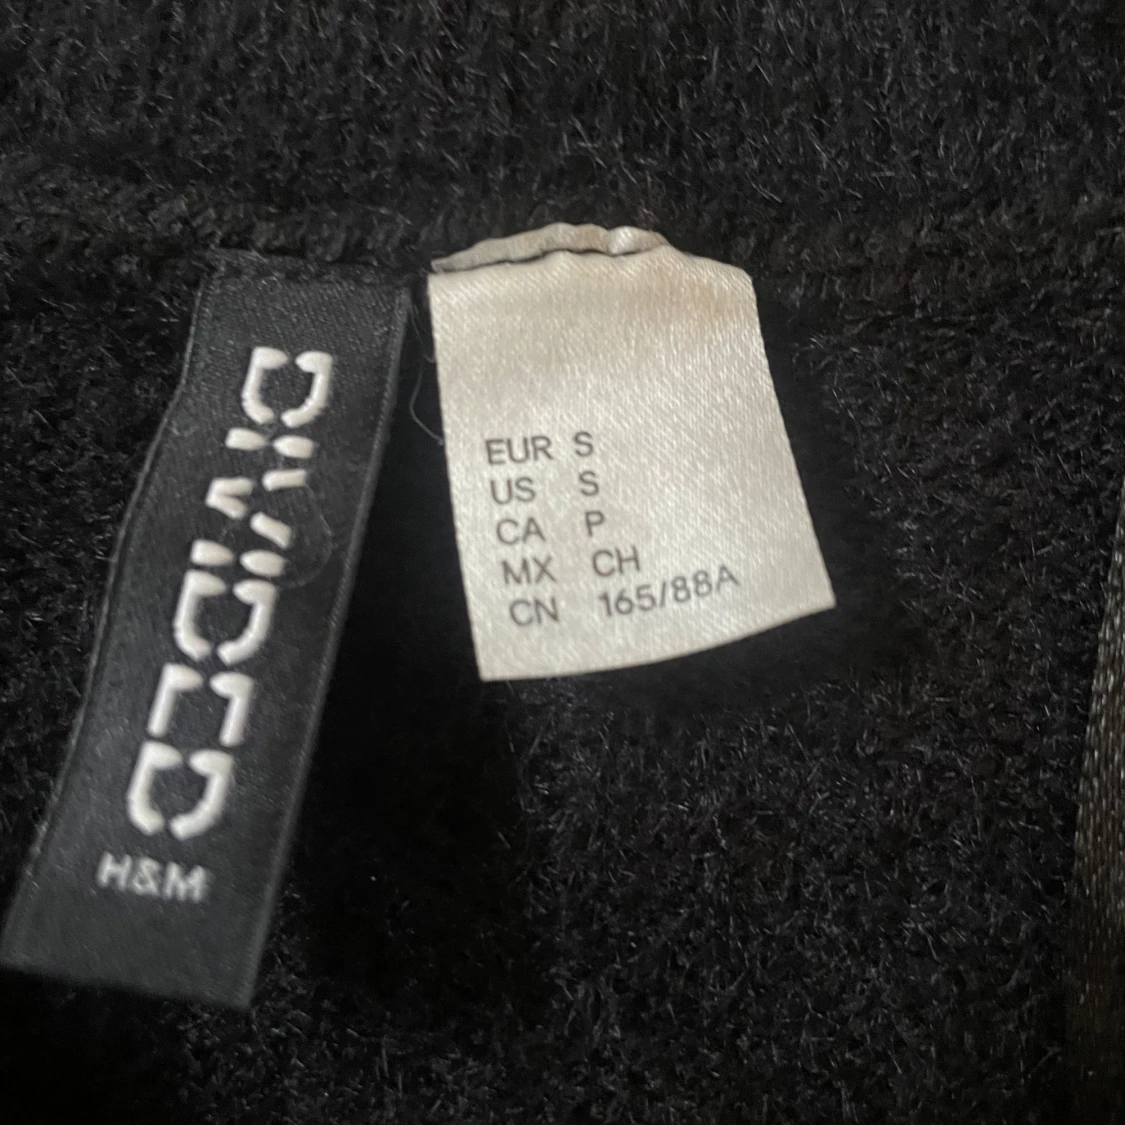 DIVIDED
H&M
EUR S
US S
CA P
MX CH
CN 165/88A